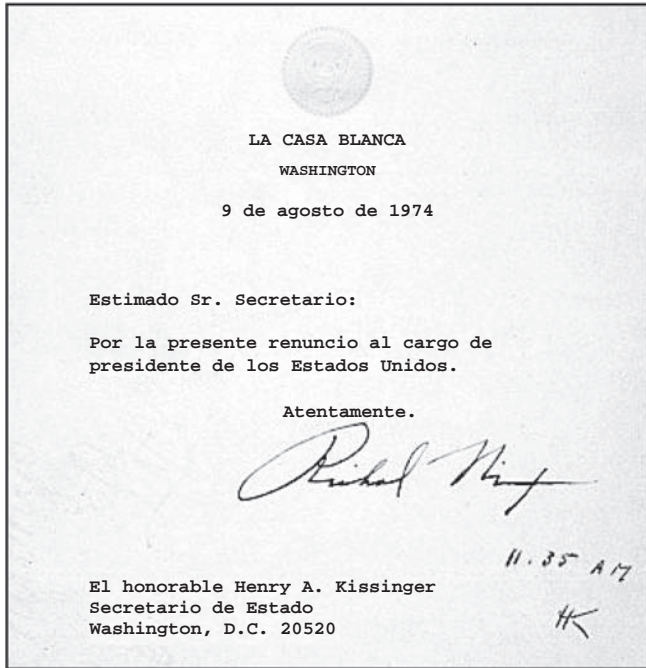 LA CASA BLANCA
WASHINGTON
9 de agosto de 1974
Estimado Sr. Secretario:
Por la presente renuncio al cargo de
presidente de los Estados Unidos.
Atentamente.
Richard Nixon
11.35 AM
HK
El honorable Henry A. Kissinger
Secretario de Estado
Washington, D.C. 20520